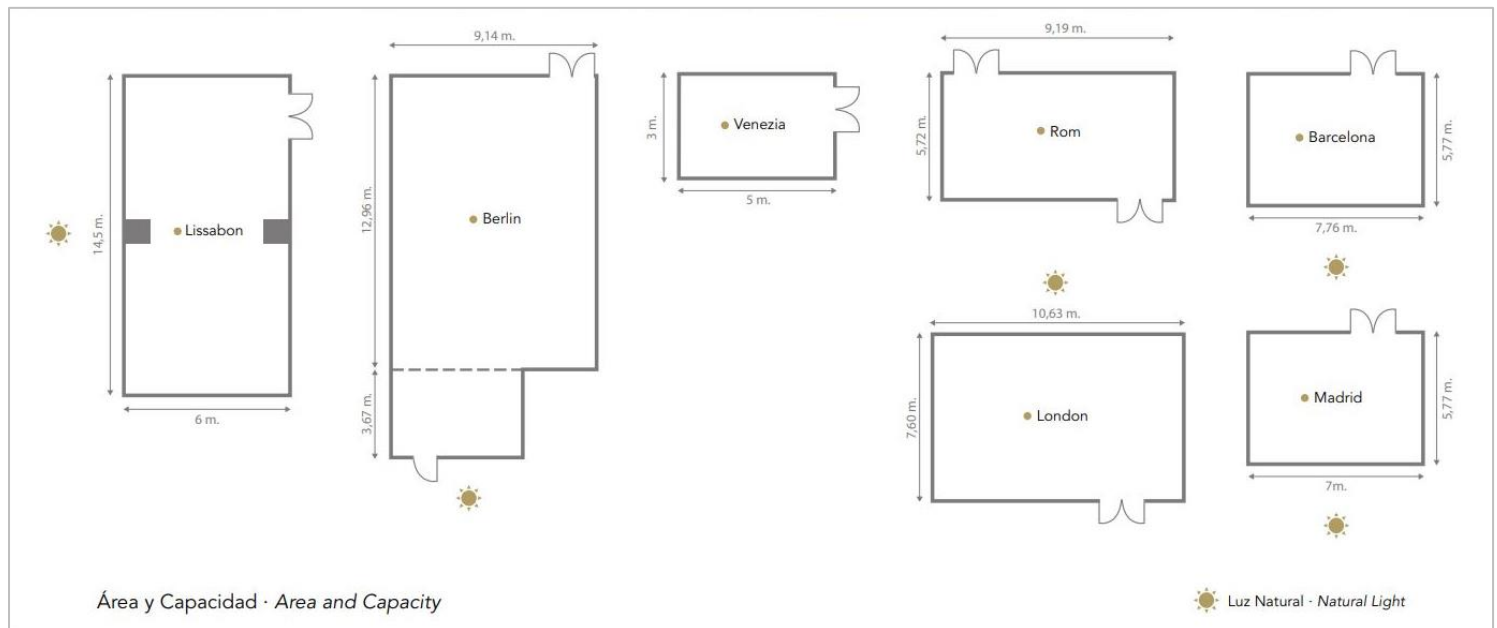 14,5 m.
Lissabon
6 m.
9,14 m.
12,96 m.
Berlin
3,67 m.
3 m.
Venezia
5 m.
9,19 m.
5,72 m.
Rom
Barcelona
5,77 m.
7,76 m.
10,63 m.
7,60 m.
London
Madrid
5,77 m.
7m.
Área y Capacidad · Area and Capacity
Luz Natural · Natural Light